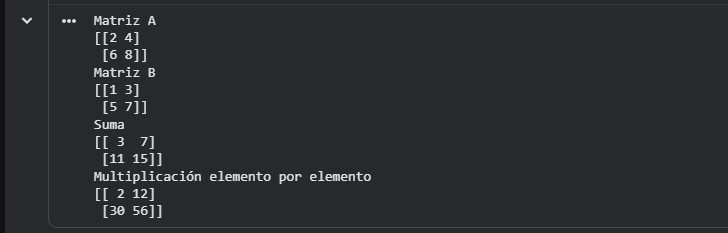 Matriz A
[[2 4]
 [6 8]]
Matriz B
[[1 3]
 [5 7]]
Suma
[[ 3  7]
 [11 15]]
Multiplicación elemento por elemento
[[ 2 12]
 [30 56]]